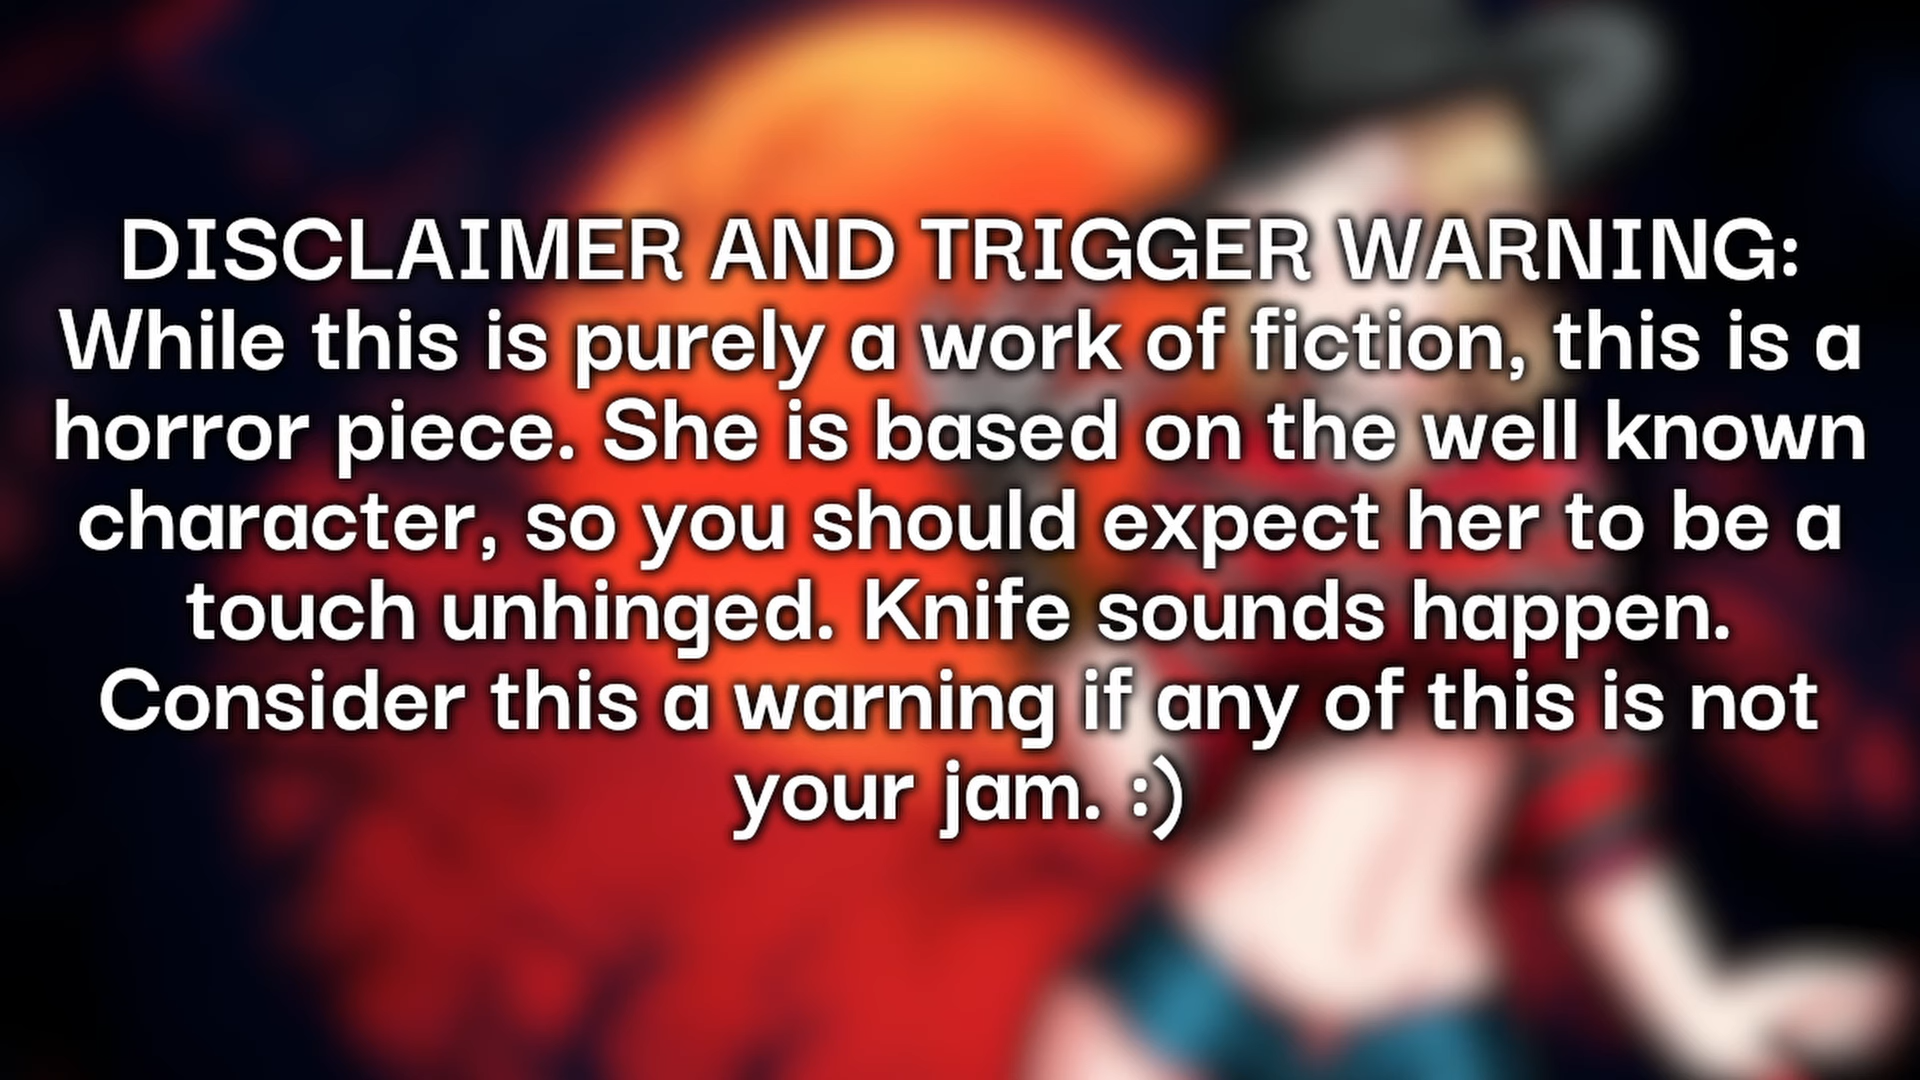 DISCLAIMER AND TRIGGER WARNING:
While this is purely a work of fiction, this is a
horror piece. She is based on the well known
character, so you should expect her to be a
touch unhinged. Knife sounds happen.
Consider this a warning if any of this is not
your jam. :)